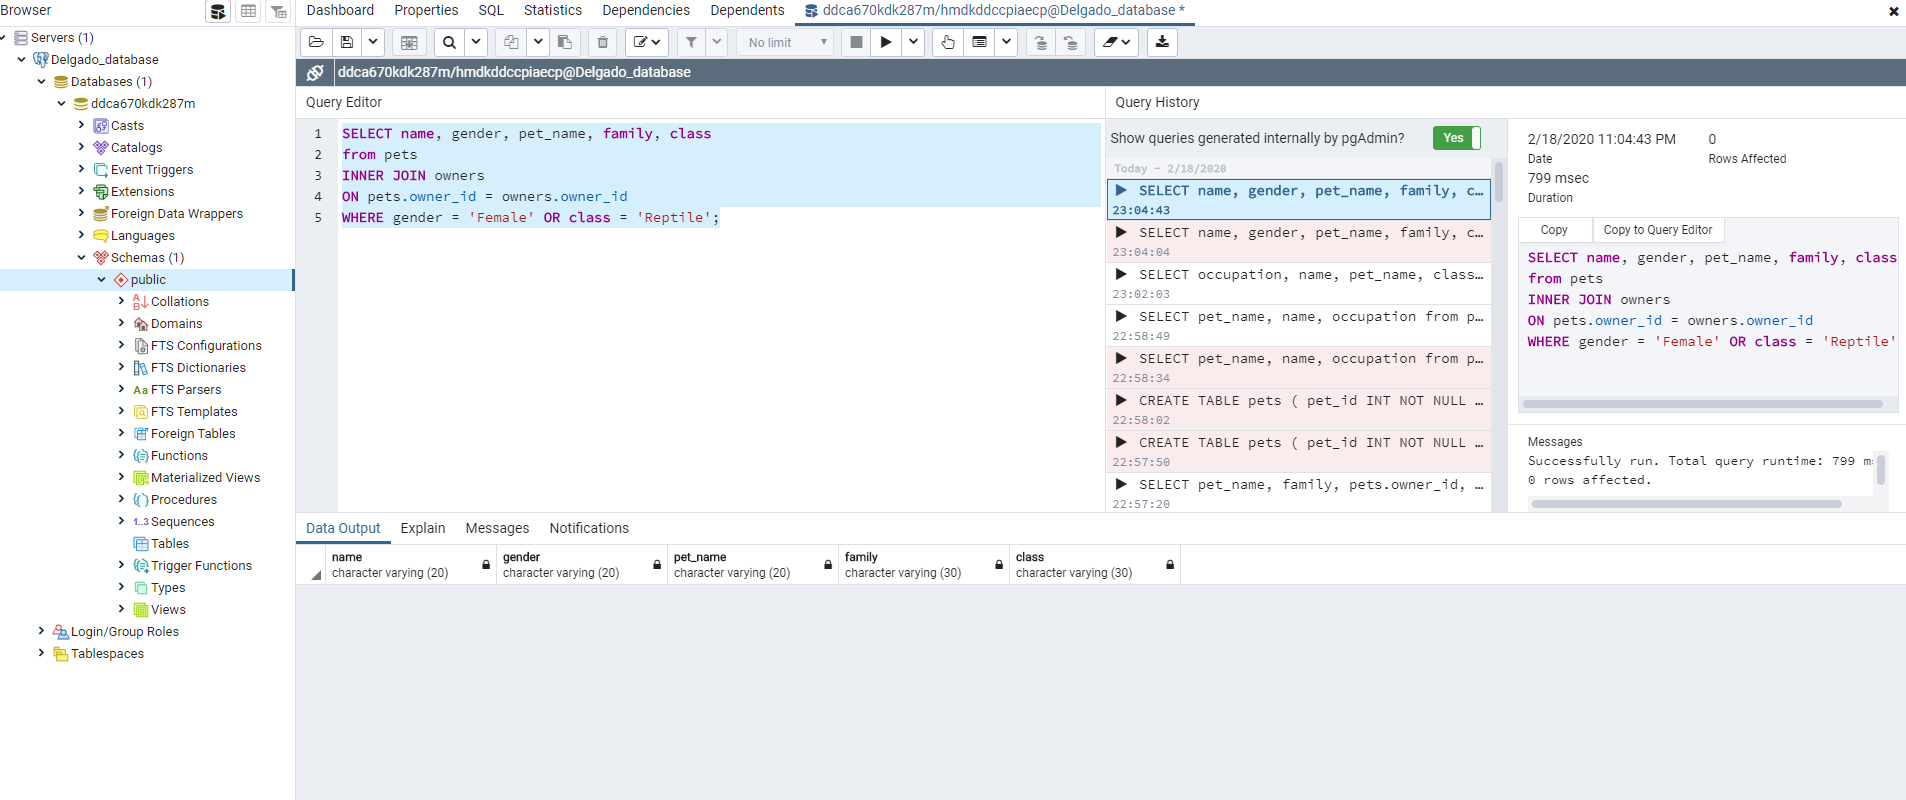 Browser
Dashboard Properties SQL Statistics Dependencies Dependents ddca670kdk287m/hmdkddccpiaecp@Delgado_database *
Servers (1)
Delgado_database
Databases (1)
ddca670kdk287m
Casts
Catalogs
Event Triggers
Extensions
Foreign Data Wrappers
Languages
Schemas (1)
public
Collations
Domains
FTS Configurations
FTS Dictionaries
Aa FTS Parsers
FTS Templates
Foreign Tables
Functions
Materialized Views
Procedures
1..3 Sequences
Tables
Trigger Functions
Types
Views
Login/Group Roles
Tablespaces
No limit
ddca670kdk287m/hmdkddccpiaecp@Delgado_database
Query Editor
1 SELECT name, gender, pet_name, family, class
2 from pets
3 INNER JOIN owners
4 ON pets.owner_id = owners.owner_id
5 WHERE gender = 'Female' OR class = 'Reptile';
Query History
Show queries generated internally by pgAdmin? Yes
Today - 2/18/2020
SELECT name, gender, pet_name, family, c...
23:04:43
SELECT name, gender, pet_name, family, c...
23:04:04
SELECT occupation, name, pet_name, class...
23:02:03
SELECT pet_name, name, occupation from p...
22:58:49
SELECT pet_name, name, occupation from p...
22:58:34
CREATE TABLE pets ( pet_id INT NOT NULL ...
22:58:02
CREATE TABLE pets ( pet_id INT NOT NULL ...
22:57:50
SELECT pet_name, family, pets.owner_id, ...
22:57:20
2/18/2020 11:04:43 PM 0
Date Rows Affected
799 msec
Duration
Copy Copy to Query Editor
SELECT name, gender, pet_name, family, class
from pets
INNER JOIN owners
ON pets.owner_id = owners.owner_id
WHERE gender = 'Female' OR class = 'Reptile'
Messages
Successfully run. Total query runtime: 799 m
0 rows affected.
Data Output Explain Messages Notifications
name gender pet_name family class
character varying (20) character varying (20) character varying (20) character varying (30) character varying (30)